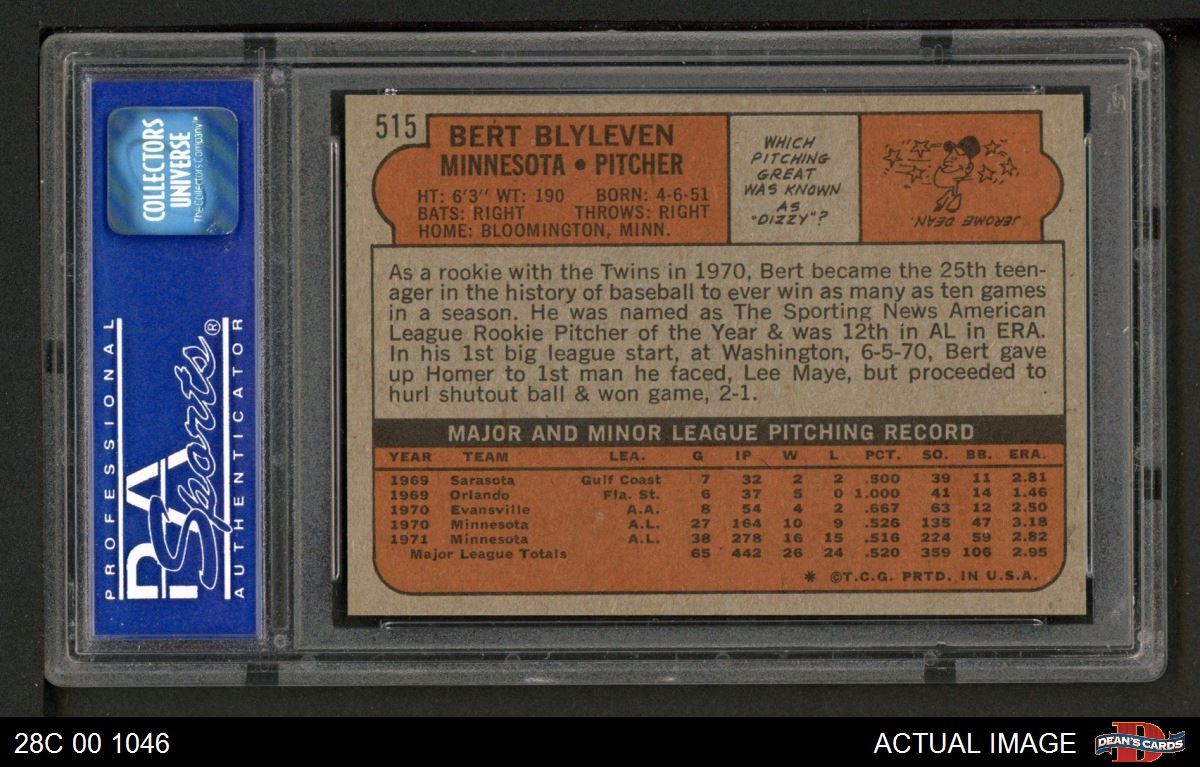 COLLECTORS
UNIVERSE
The Collectors Company™
PROFESSIONAL
PSA
Sports®
AUTHENTICATOR
515
BERT BLYLEVEN
MINNESOTA • PITCHER
HT: 6'3" WT: 190 BORN: 4-6-51
BATS: RIGHT THROWS: RIGHT
HOME: BLOOMINGTON, MINN.
WHICH
PITCHING
GREAT
WAS KNOWN
AS
"DIZZY"?
JEROME DEAN
As a rookie with the Twins in 1970, Bert became the 25th teen-
ager in the history of baseball to ever win as many as ten games
in a season. He was named as The Sporting News American
League Rookie Pitcher of the Year & was 12th in AL in ERA.
In his 1st big league start, at Washington, 6-5-70, Bert gave
up Homer to 1st man he faced, Lee Maye, but proceeded to
hurl shutout ball & won game, 2-1.
MAJOR AND MINOR LEAGUE PITCHING RECORD
YEAR TEAM LEA. G IP W L PCT. SO. BB. ERA.
1969 Sarasota Gulf Coast 7 32 2 2 .500 39 11 2.81
1969 Orlando Fla. St. 6 37 5 0 1.000 41 14 1.46
1970 Evansville A.A. 8 54 4 2 .667 63 12 2.50
1970 Minnesota A.L. 27 164 10 9 .526 135 47 3.18
1971 Minnesota A.L. 38 278 16 15 .516 224 59 2.82
Major League Totals 65 442 26 24 .520 359 106 2.95
* ©T.C.G. PRTD. IN U.S.A.
28C 00 1046
ACTUAL IMAGE
D
DEAN'S CARDS